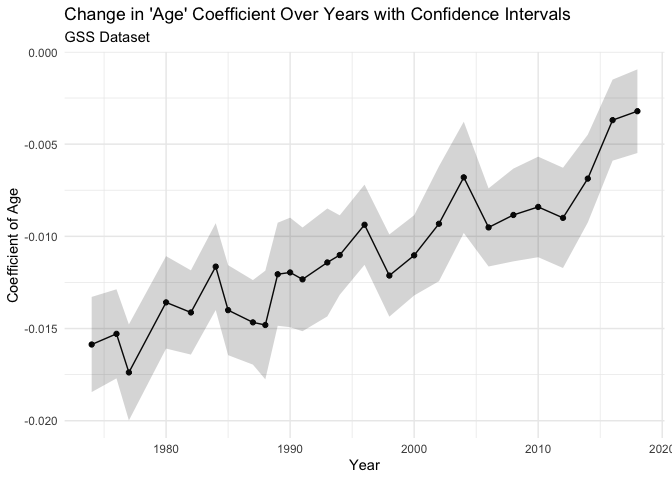 Change in 'Age' Coefficient Over Years with Confidence Intervals
GSS Dataset
0.000
-0.005
-0.010
-0.015
-0.020
Coefficient of Age
1980 1990 2000 2010 2020
Year